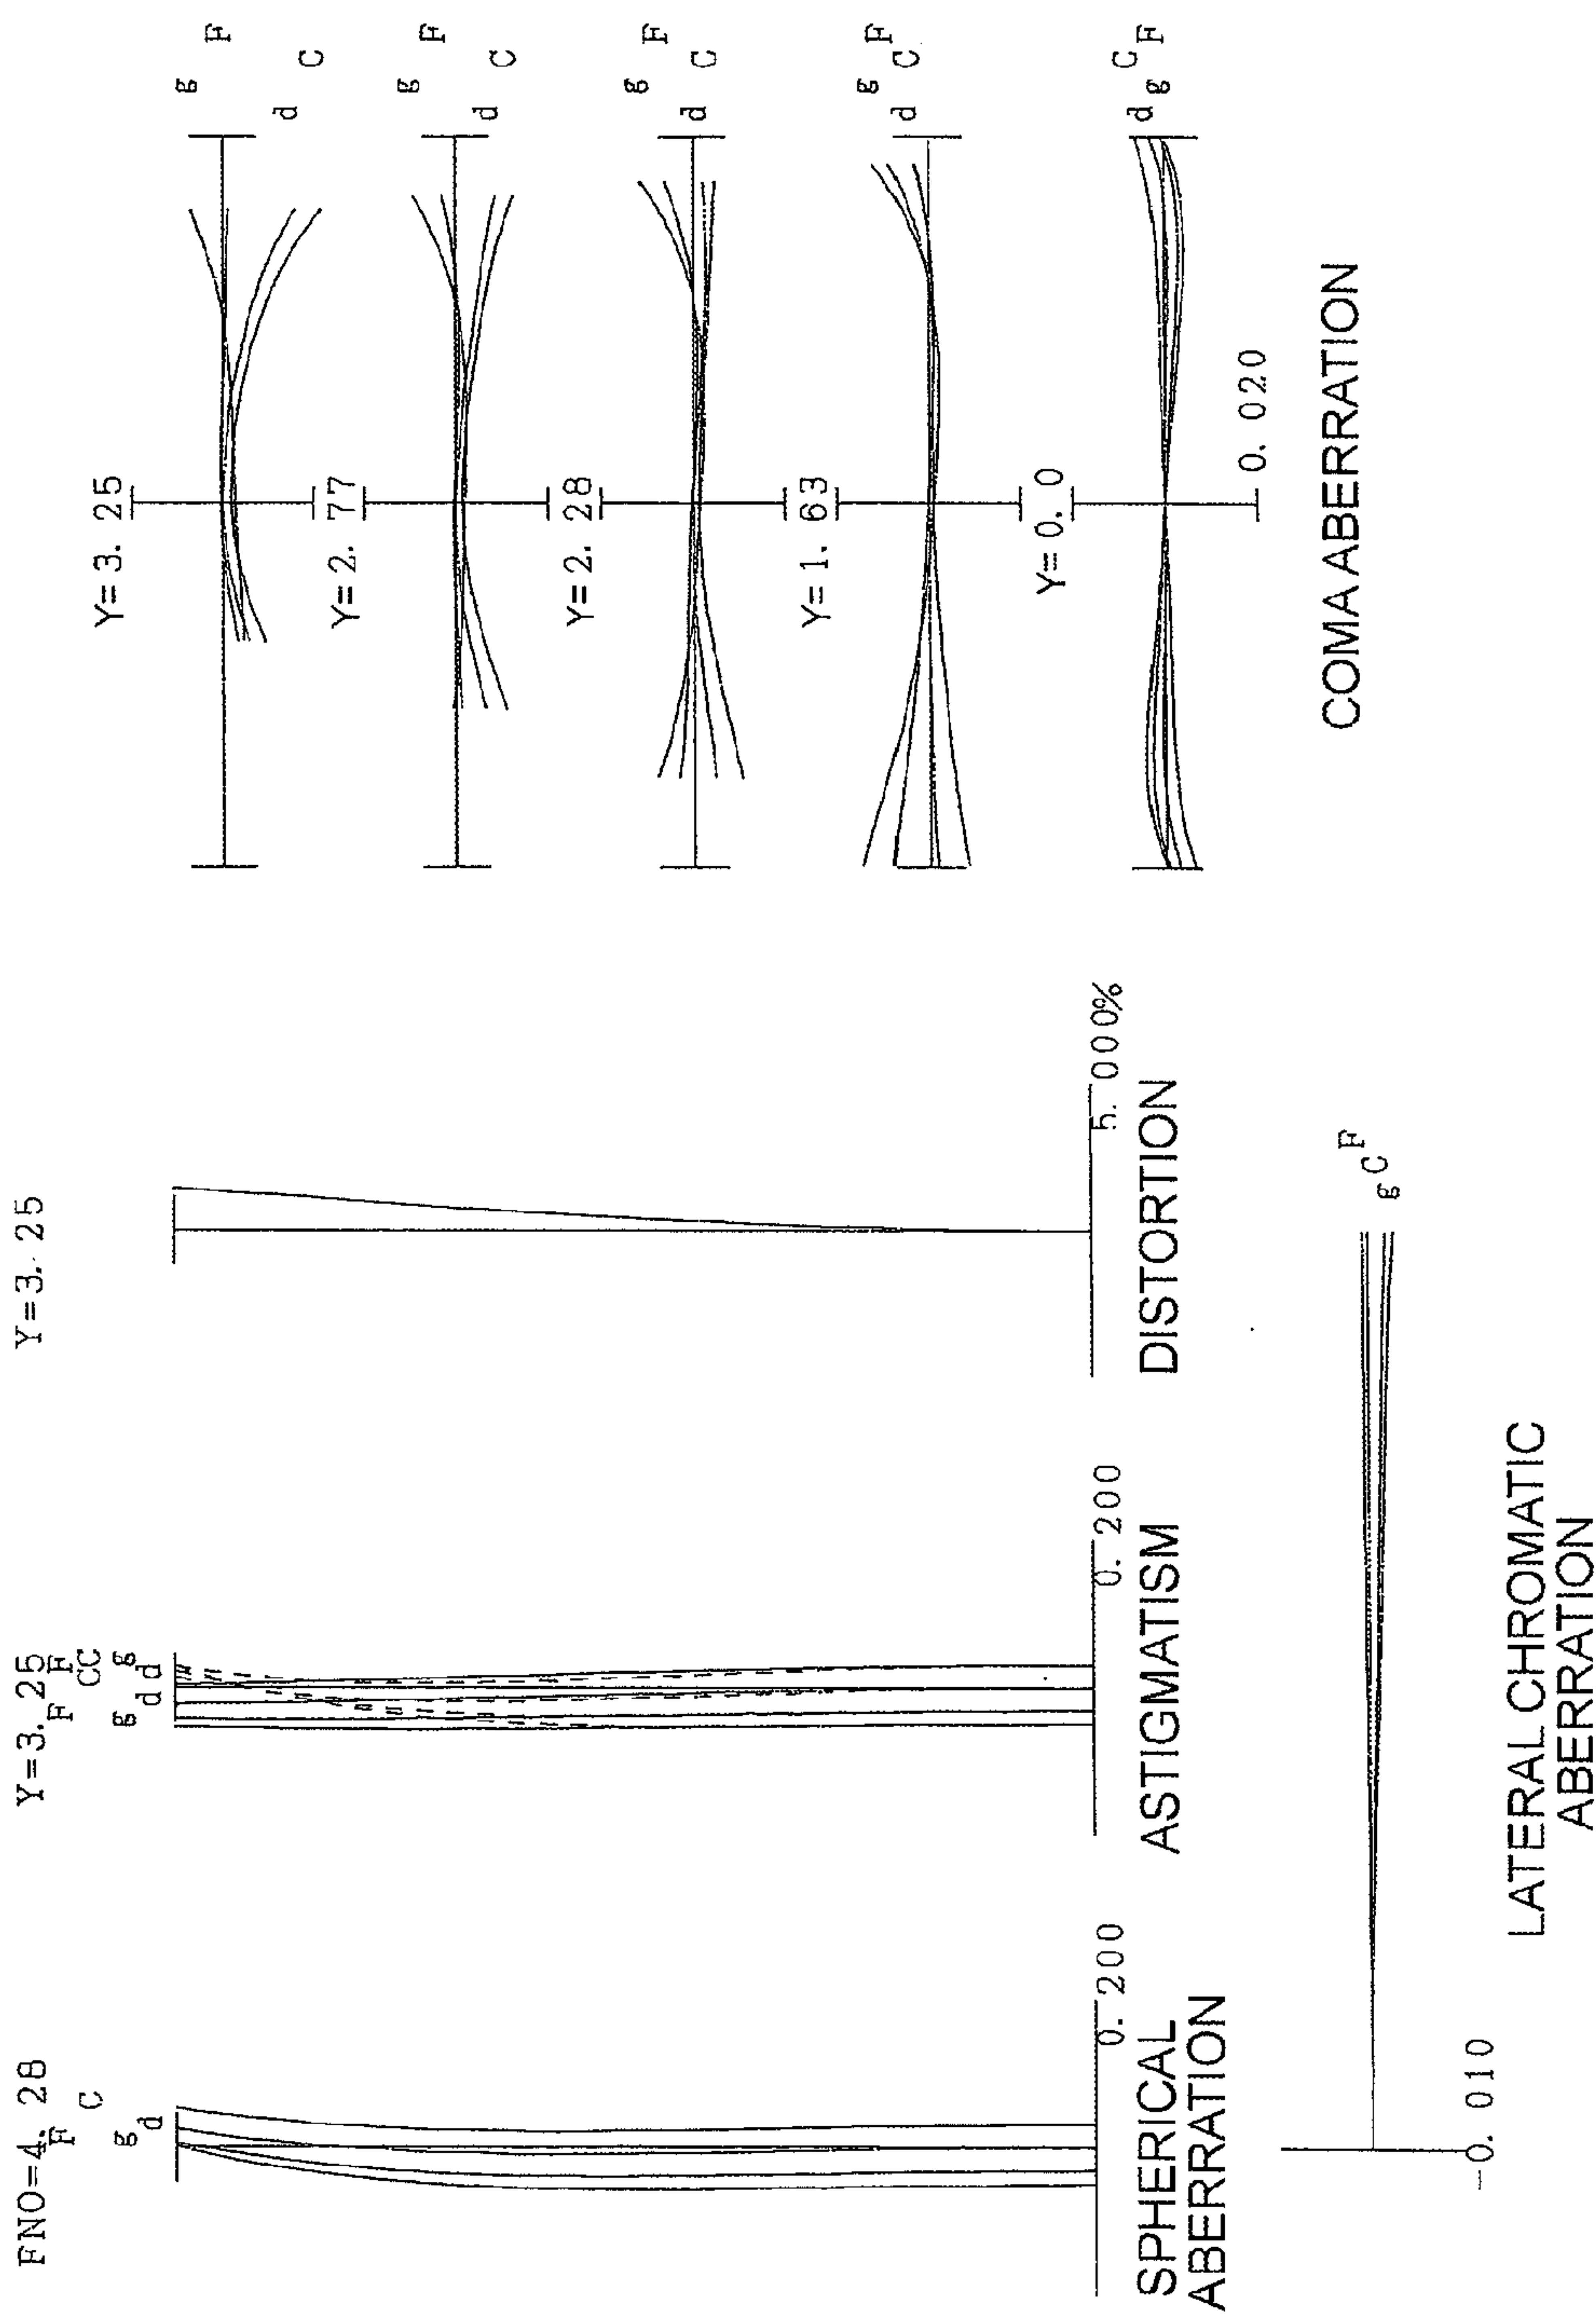 FNO=4. 28
F
C
g
d
0. 200
SPHERICAL
ABERRATION
Y=3. 25
F F
CC
g d d g
0. 200
ASTIGMATISM
Y=3. 25
5. 000%
DISTORTION
Y=3. 25
g
F
d
C
Y=2. 77
g
F
d
C
Y=2. 28
g
F
d
C
Y=1. 63
g
F
d
C
Y=0. 0
d
g
C
F
0. 020
COMA ABERRATION
F
C
g
-0. 010
LATERAL CHROMATIC
ABERRATION